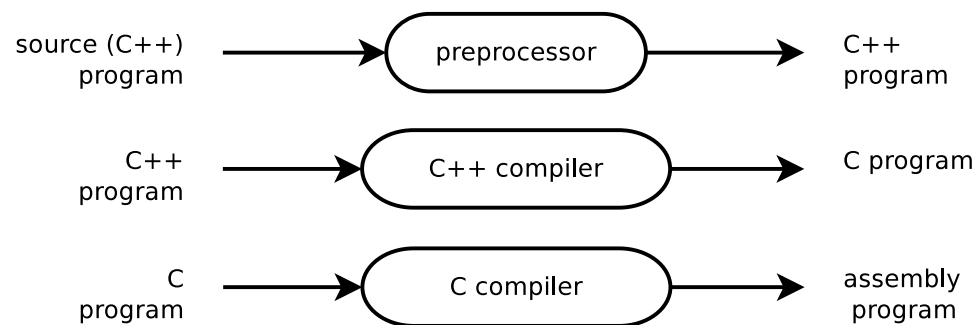 source (C++)
program
preprocessor
C++
program
C++
program
C++ compiler
C program
C
program
C compiler
assembly
program